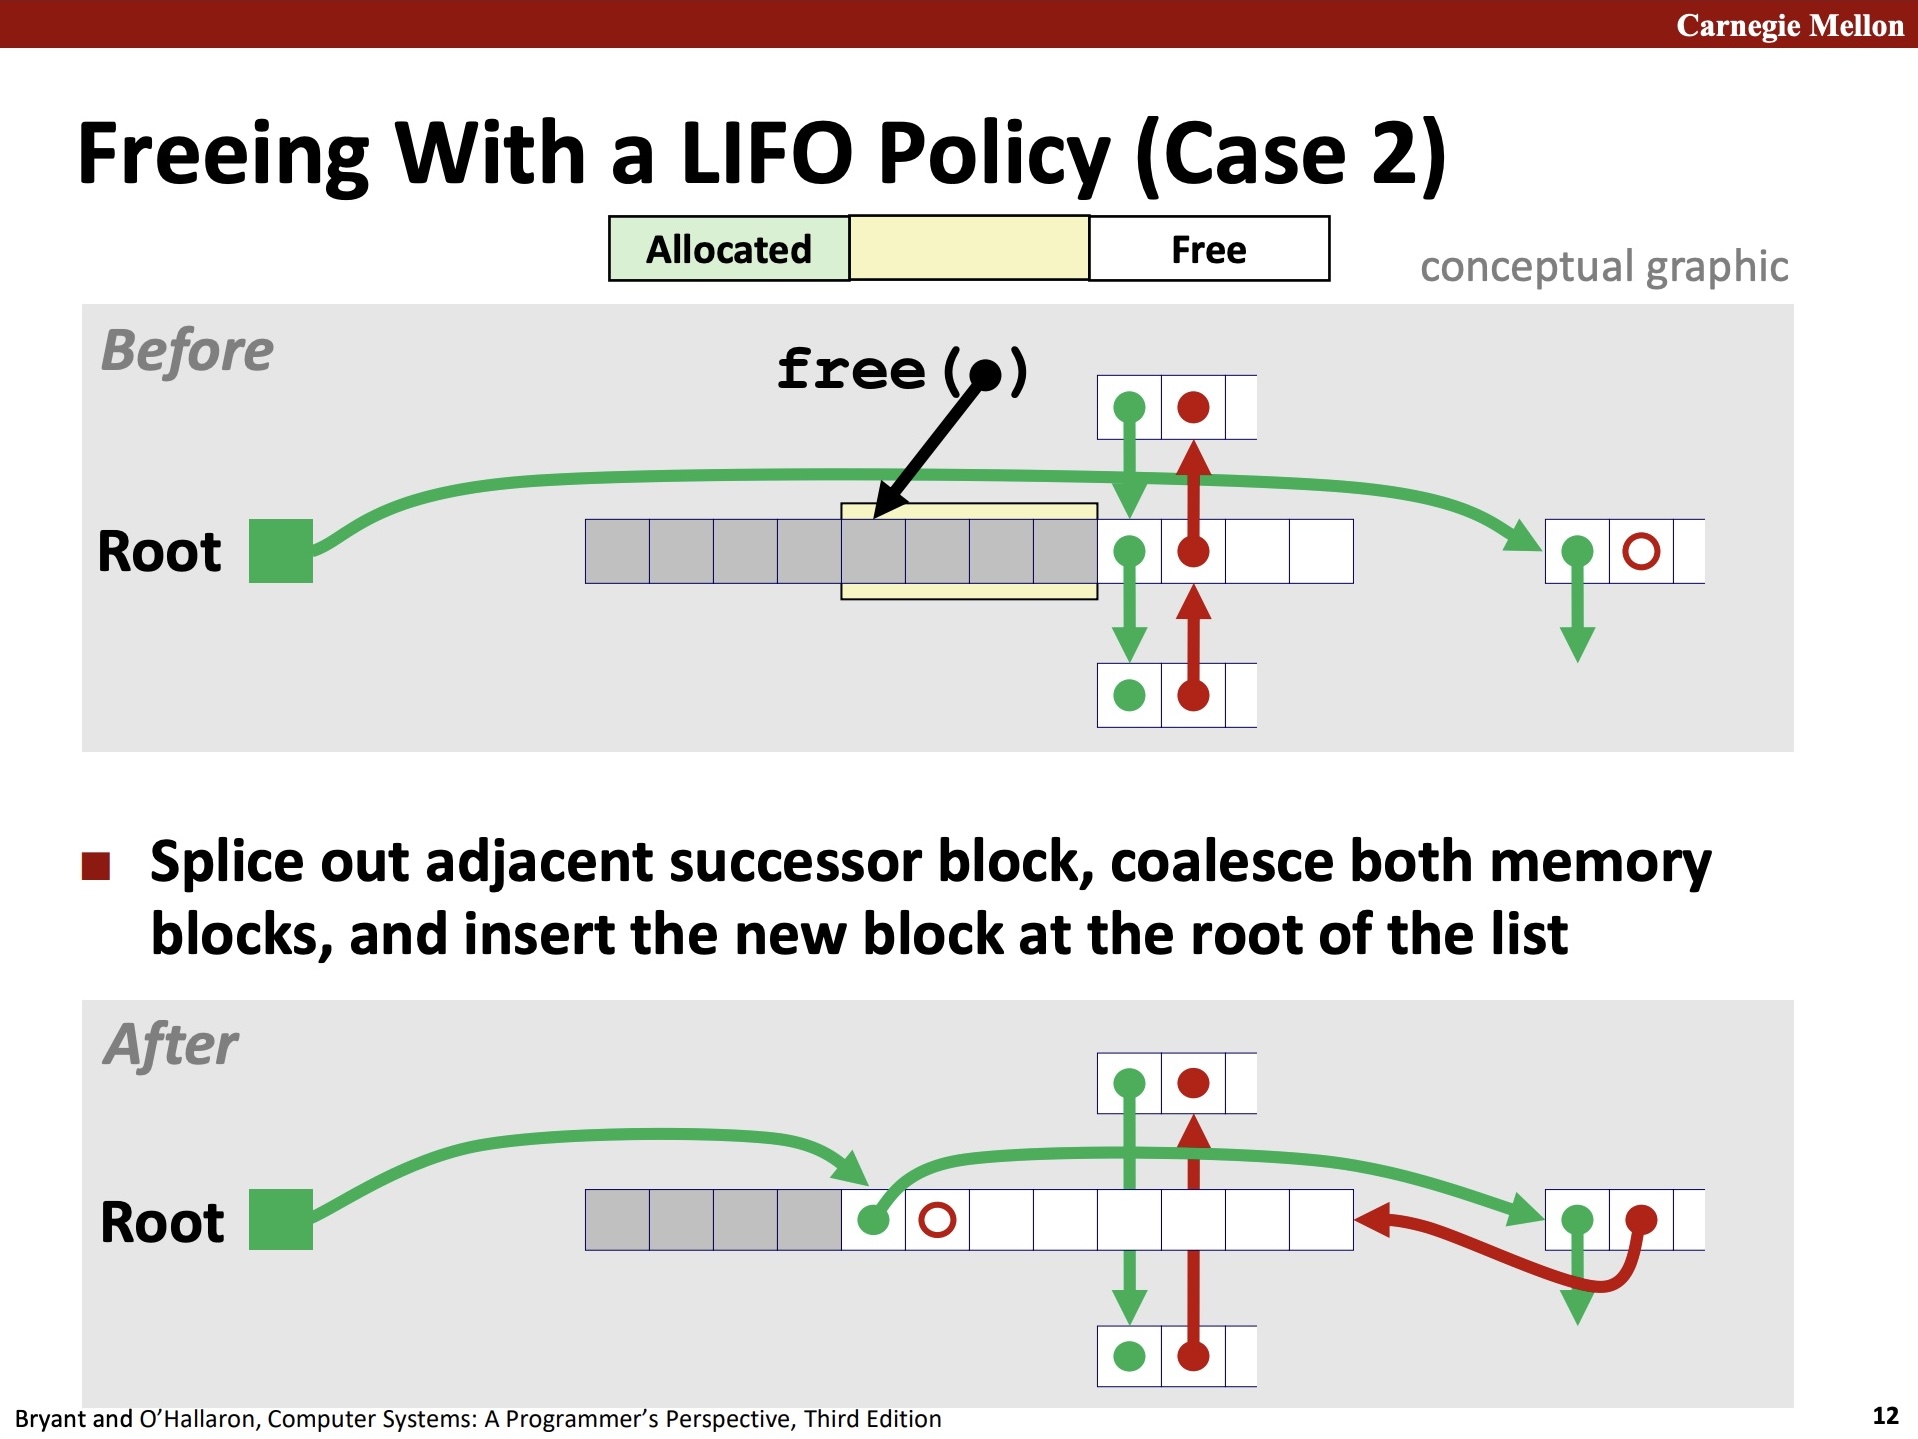 Carnegie Mellon
Freeing With a LIFO Policy (Case 2)
Allocated Free
conceptual graphic
Before
free( )
Root
■ Splice out adjacent successor block, coalesce both memory
blocks, and insert the new block at the root of the list
After
Root
Bryant and O’Hallaron, Computer Systems: A Programmer’s Perspective, Third Edition
12